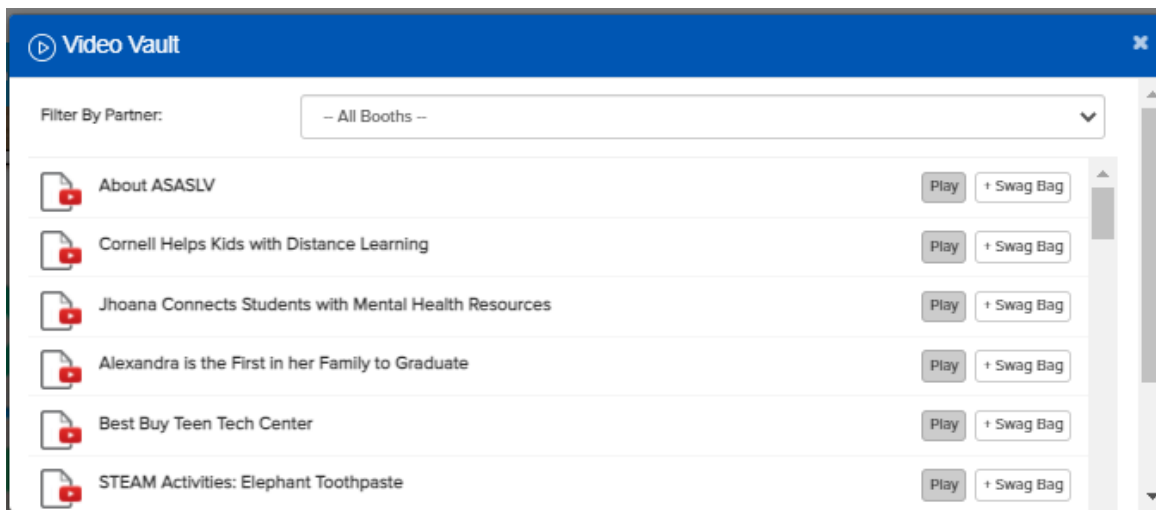 Video Vault
Filter By Partner: -- All Booths --
About ASASLV Play + Swag Bag
Cornell Helps Kids with Distance Learning Play + Swag Bag
Jhoana Connects Students with Mental Health Resources Play + Swag Bag
Alexandra is the First in her Family to Graduate Play + Swag Bag
Best Buy Teen Tech Center Play + Swag Bag
STEAM Activities: Elephant Toothpaste Play + Swag Bag